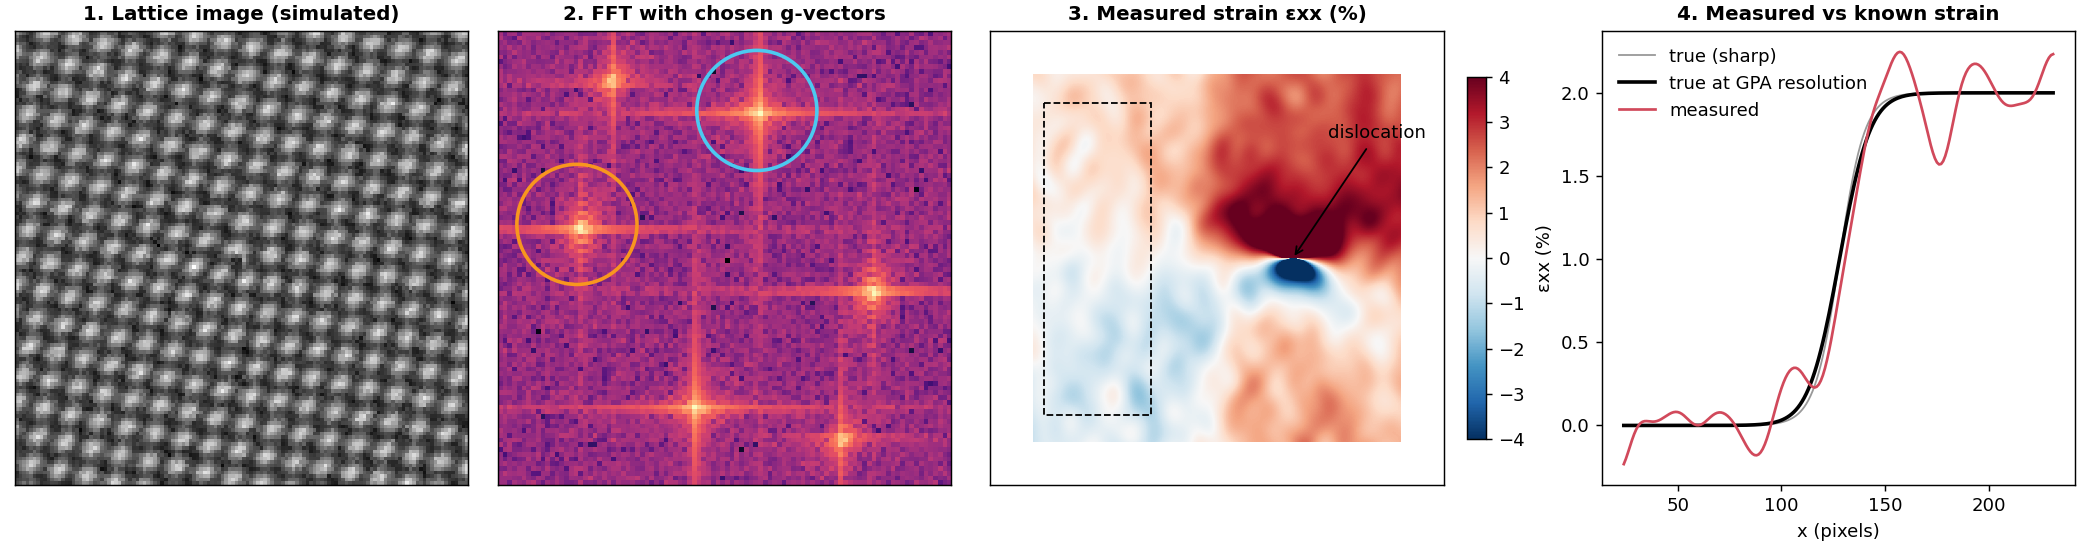 1. Lattice image (simulated)
2. FFT with chosen g-vectors
3. Measured strain εxx (%)
dislocation
4
3
2
1
0
−1
−2
−3
−4
εxx (%)
4. Measured vs known strain
true (sharp)
true at GPA resolution
measured
2.0
1.5
1.0
0.5
0.0
50 100 150 200
x (pixels)